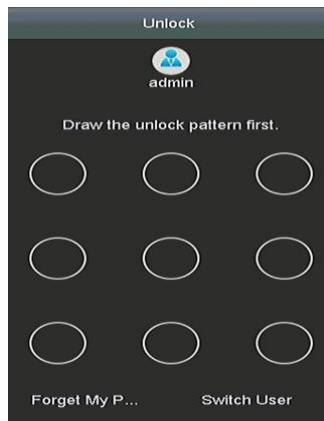 Unlock
admin
Draw the unlock pattern first.
Forget My P...
Switch User